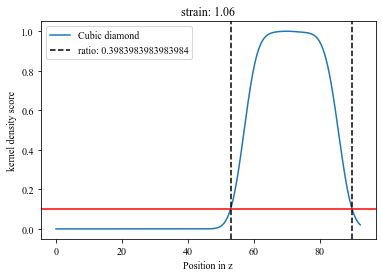 strain: 1.06
Cubic diamond
ratio: 0.3983983983983984
kernel density score
1.0
0.8
0.6
0.4
0.2
0.0
0 20 40 60 80
Position in z